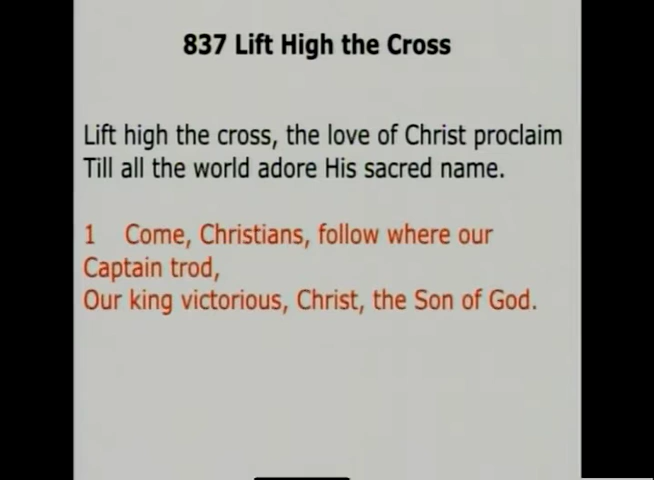 837 Lift High the Cross
Lift high the cross, the love of Christ proclaim
Till all the world adore His sacred name.
1 Come, Christians, follow where our
Captain trod,
Our king victorious, Christ, the Son of God.